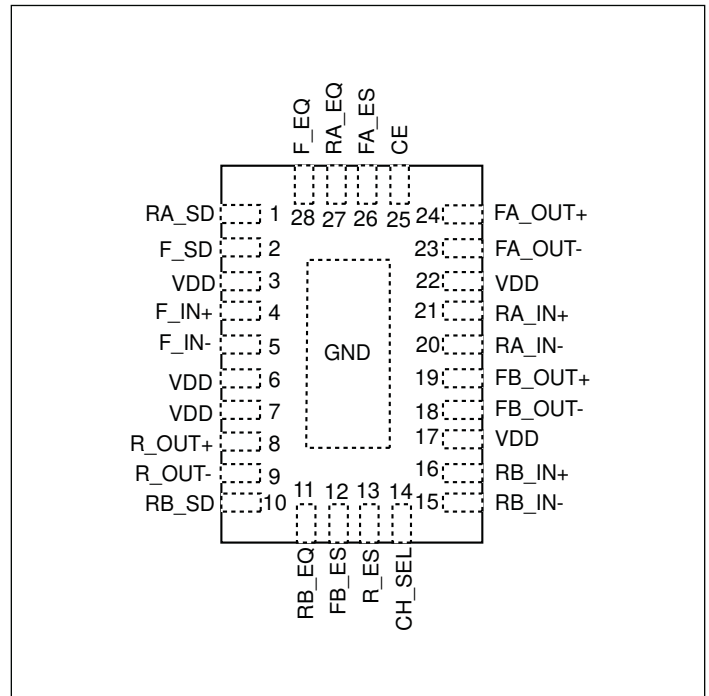 F_EQ
RA_EQ
FA_ES
CE
28 27 26 25
RA_SD 1
F_SD 2
VDD 3
F_IN+ 4
F_IN- 5
VDD 6
VDD 7
R_OUT+ 8
R_OUT- 9
RB_SD 10
GND
24 FA_OUT+
23 FA_OUT-
22 VDD
21 RA_IN+
20 RA_IN-
19 FB_OUT+
18 FB_OUT-
17 VDD
16 RB_IN+
15 RB_IN-
11 12 13 14
RB_EQ
FB_ES
R_ES
CH_SEL